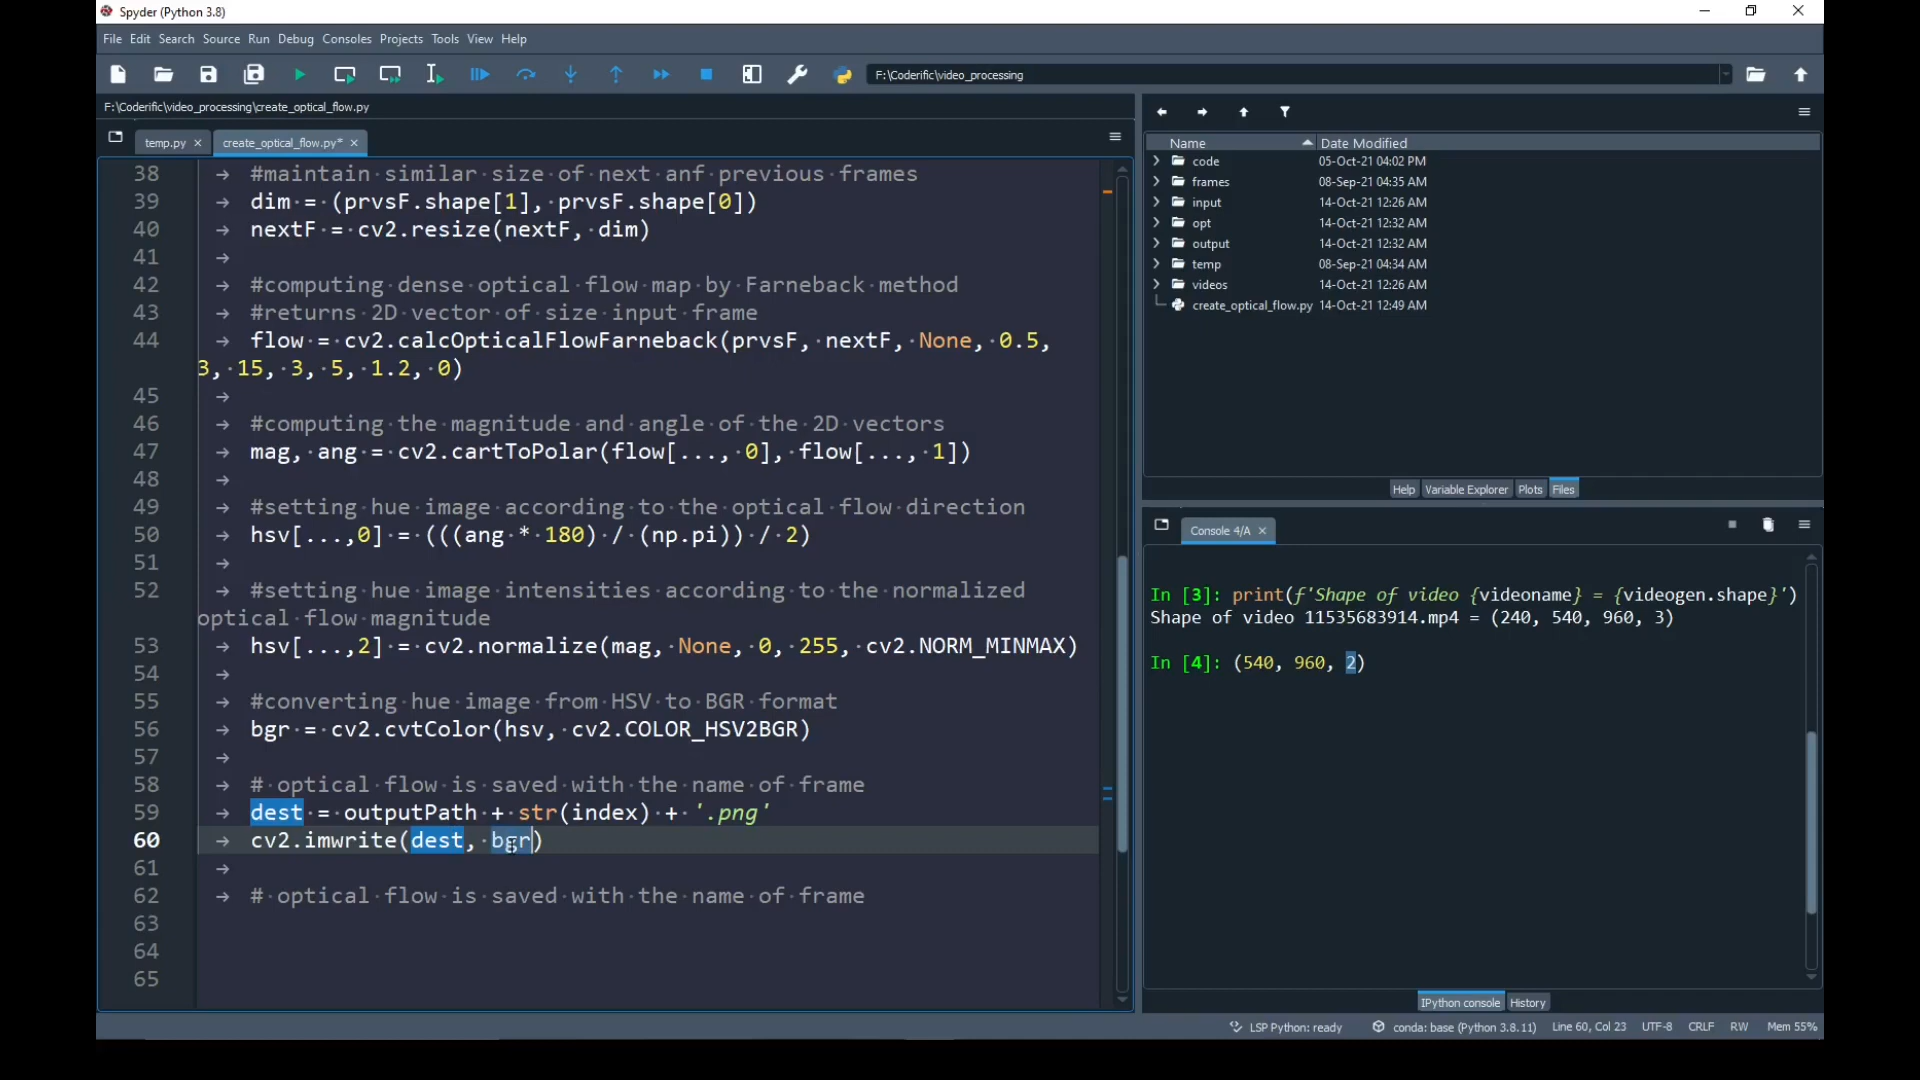 Spyder (Python 3.8)
File Edit Search Source Run Debug Consoles Projects Tools View Help
F:\Coderific\video_processing
F:\Coderific\video_processing\create_optical_flow.py
temp.py
create_optical_flow.py*
38 #maintain similar size of next anf previous frames
39 dim = (prvsF.shape[1], prvsF.shape[0])
40 nextF = cv2.resize(nextF, dim)
41
42 #computing dense optical flow map by Farneback method
43 #returns 2D vector of size input frame
44 flow = cv2.calcOpticalFlowFarneback(prvsF, nextF, None, 0.5,
3, 15, 3, 5, 1.2, 0)
45
46 #computing the magnitude and angle of the 2D vectors
47 mag, ang = cv2.cartToPolar(flow[..., 0], flow[..., 1])
48
49 #setting hue image according to the optical flow direction
50 hsv[...,0] = (((ang * 180) / (np.pi)) / 2)
51
52 #setting hue image intensities according to the normalized
optical flow magnitude
53 hsv[...,2] = cv2.normalize(mag, None, 0, 255, cv2.NORM_MINMAX)
54
55 #converting hue image from HSV to BGR format
56 bgr = cv2.cvtColor(hsv, cv2.COLOR_HSV2BGR)
57
58 # optical flow is saved with the name of frame
59 dest = outputPath + str(index) + '.png'
60 cv2.imwrite(dest, bgr)
61
62 # optical flow is saved with the name of frame
63
64
65
Name Date Modified
code 05-Oct-21 04:02 PM
frames 08-Sep-21 04:35 AM
input 14-Oct-21 12:26 AM
opt 14-Oct-21 12:32 AM
output 14-Oct-21 12:32 AM
temp 08-Sep-21 04:34 AM
videos 14-Oct-21 12:26 AM
create_optical_flow.py 14-Oct-21 12:49 AM
Help Variable Explorer Plots Files
Console 4/A
In [3]: print(f'Shape of video {videoname} = {videogen.shape}')
Shape of video 11535683914.mp4 = (240, 540, 960, 3)
In [4]: (540, 960, 2)
IPython console History
LSP Python: ready conda: base (Python 3.8.11) Line 60, Col 23 UTF-8 CRLF RW Mem 55%